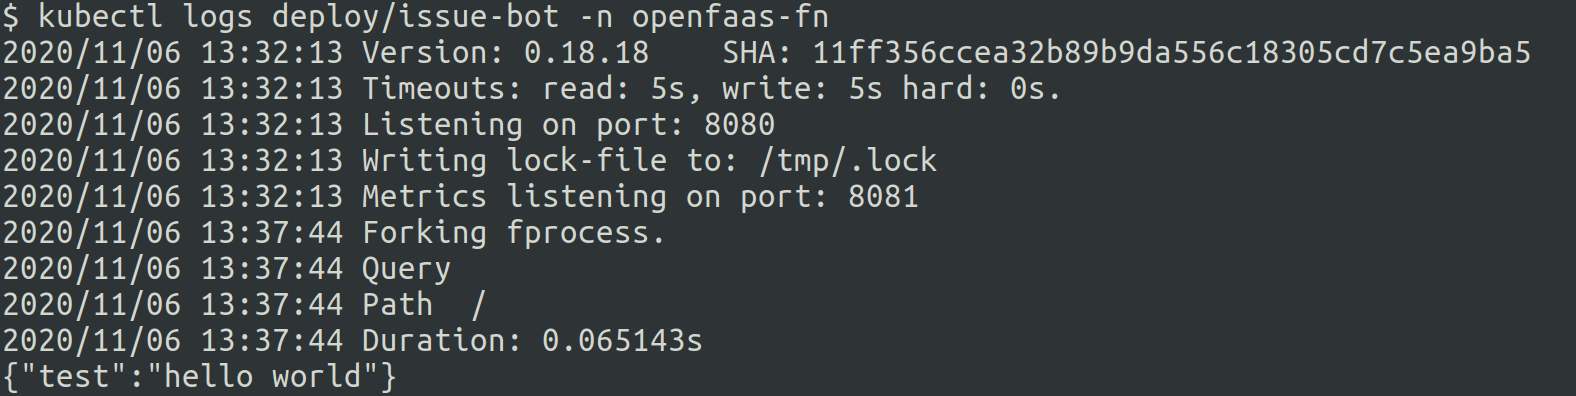 $ kubectl logs deploy/issue-bot -n openfaas-fn
2020/11/06 13:32:13 Version: 0.18.18    SHA: 11ff356ccea32b89b9da556c18305cd7c5ea9ba5
2020/11/06 13:32:13 Timeouts: read: 5s, write: 5s hard: 0s.
2020/11/06 13:32:13 Listening on port: 8080
2020/11/06 13:32:13 Writing lock-file to: /tmp/.lock
2020/11/06 13:32:13 Metrics listening on port: 8081
2020/11/06 13:37:44 Forking fprocess.
2020/11/06 13:37:44 Query
2020/11/06 13:37:44 Path  /
2020/11/06 13:37:44 Duration: 0.065143s
{"test":"hello world"}